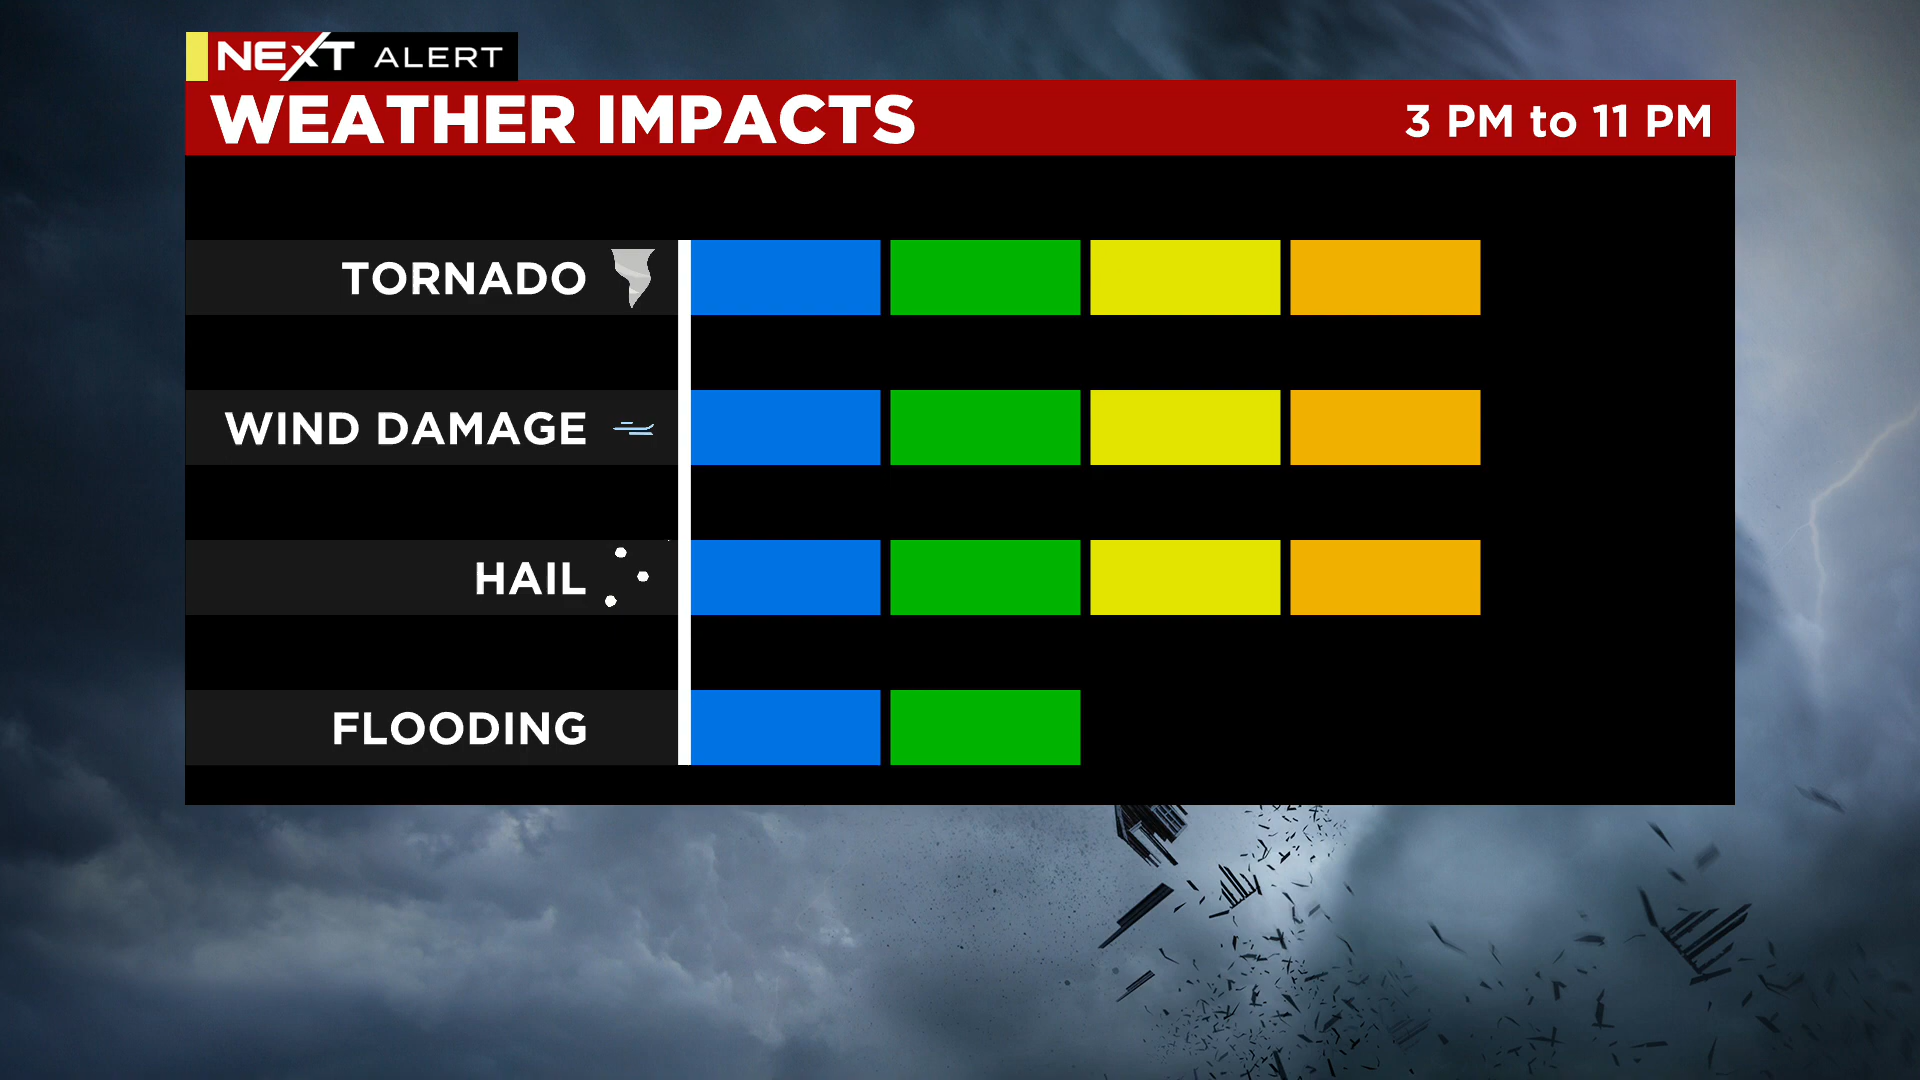 NEXT ALERT
WEATHER IMPACTS
3 PM to 11 PM
TORNADO
WIND DAMAGE
HAIL
FLOODING